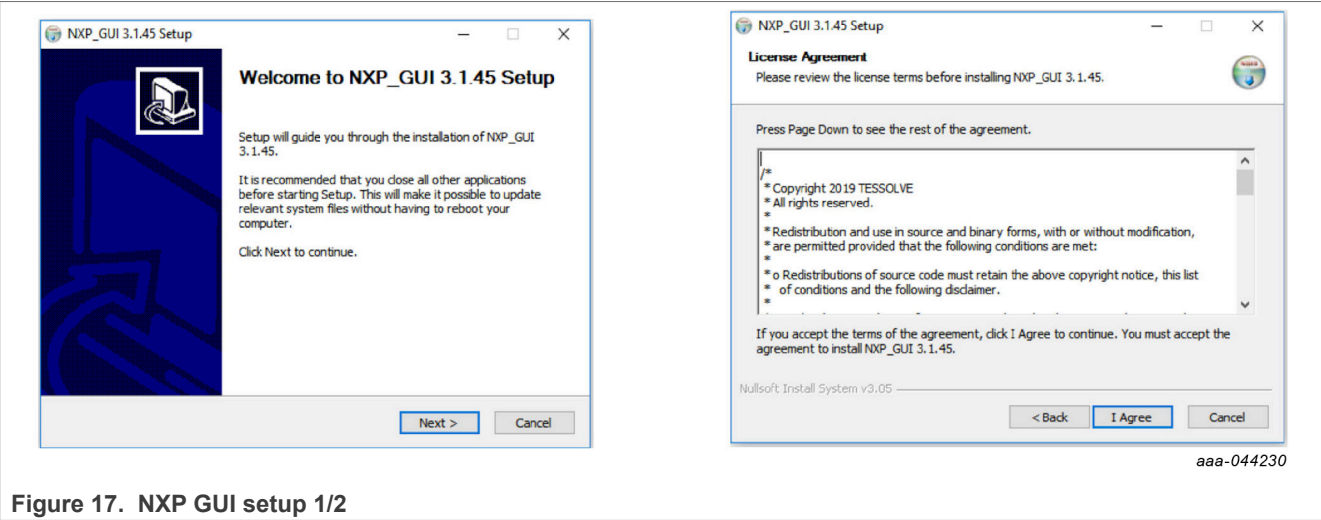 NXP_GUI 3.1.45 Setup
Welcome to NXP_GUI 3.1.45 Setup
Setup will guide you through the installation of NXP_GUI
3.1.45.
It is recommended that you close all other applications
before starting Setup. This will make it possible to update
relevant system files without having to reboot your
computer.
Click Next to continue.
Next >
Cancel
NXP_GUI 3.1.45 Setup
License Agreement
Please review the license terms before installing NXP_GUI 3.1.45.
Press Page Down to see the rest of the agreement.
/*
* Copyright 2019 TESSOLVE
* All rights reserved.
*
* Redistribution and use in source and binary forms, with or without modification,
* are permitted provided that the following conditions are met:
*
* o Redistributions of source code must retain the above copyright notice, this list
* of conditions and the following disclaimer.
*
If you accept the terms of the agreement, click I Agree to continue. You must accept the
agreement to install NXP_GUI 3.1.45.
Nullsoft Install System v3.05
< Back
I Agree
Cancel
aaa-044230
Figure 17. NXP GUI setup 1/2